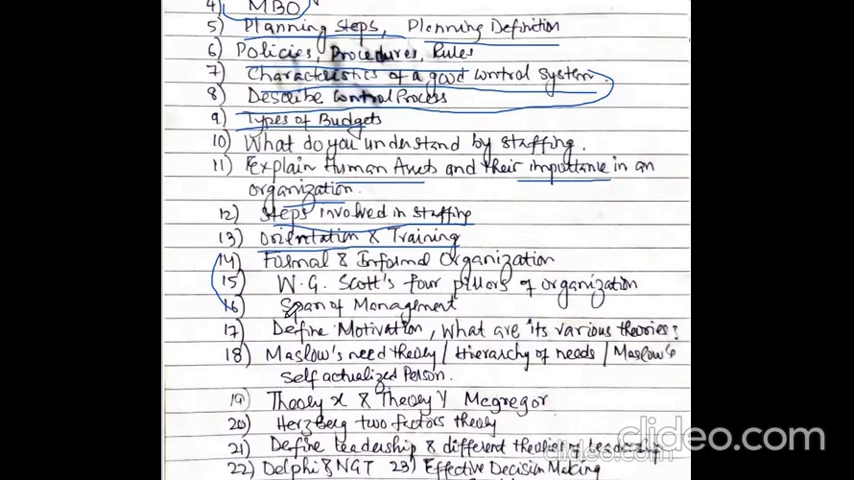 4) MBO
5) Planning steps, Planning Definition
6) Policies, Procedures, Rules
7) Characteristics of a good control system
8) Describe Control Process
9) Types of Budgets
10) What do you understand by staffing.
11) Explain Human Assets and their importance in an
organization.
12) Steps involved in staffing
13) Orientation & Training
14) Formal & Informal Organization
15) W.G. Scott's four pillars of organization
16) Span of Management
17) Define Motivation, What are its various theories?
18) Maslow's need theory / Hierarchy of needs / Maslow's
self actualized Person.
19) Theory X & Theory Y Mcgregor
20) Herzberg two factors theory
21) Define leadership & different theories of leadership
22) Delphi & NGT 23) Effective Decision Making
clideo.com
clideo.com